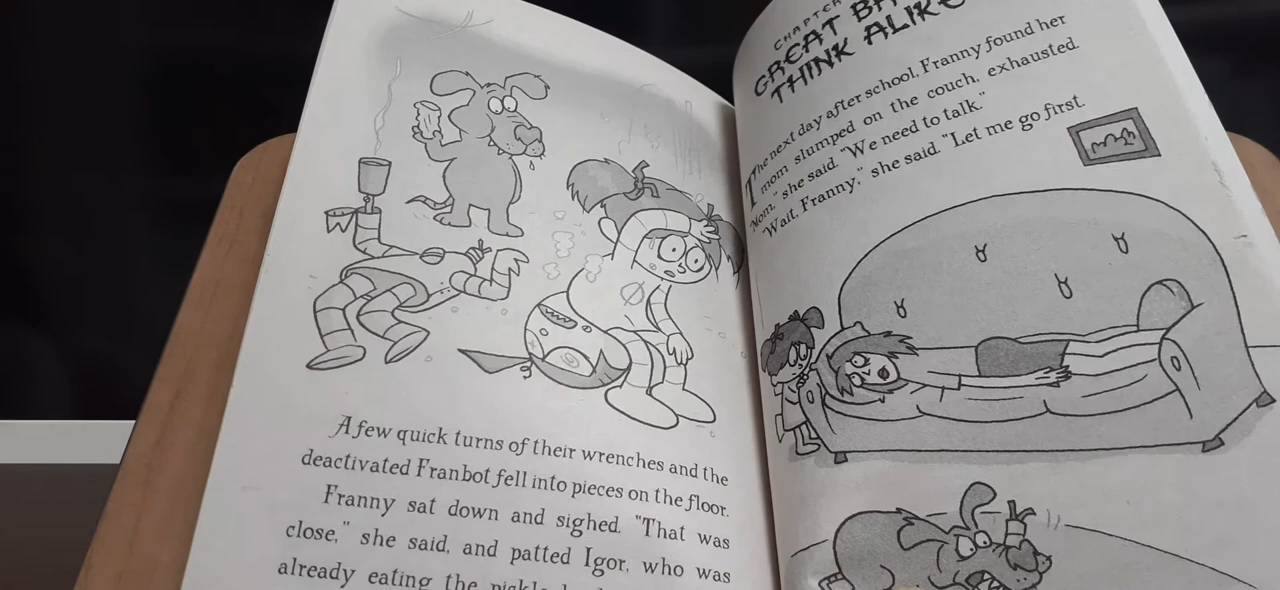 A few quick turns of their wrenches and the
deactivated Franbot fell into pieces on the floor.
Franny sat down and sighed. "That was
close," she said, and patted Igor, who was
already eating the
GREAT
THINK ALIKE
The next day after school, Franny found her
mom slumped on the couch, exhausted.
"Mom," she said. "We need to talk."
"Wait, Franny," she said. "Let me go first.